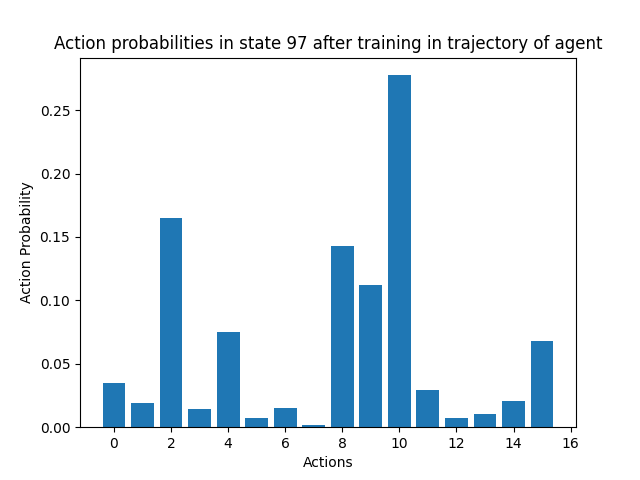 Action probabilities in state 97 after training in trajectory of agent
Action Probability
0.25
0.20
0.15
0.10
0.05
0.00
0 2 4 6 8 10 12 14 16
Actions